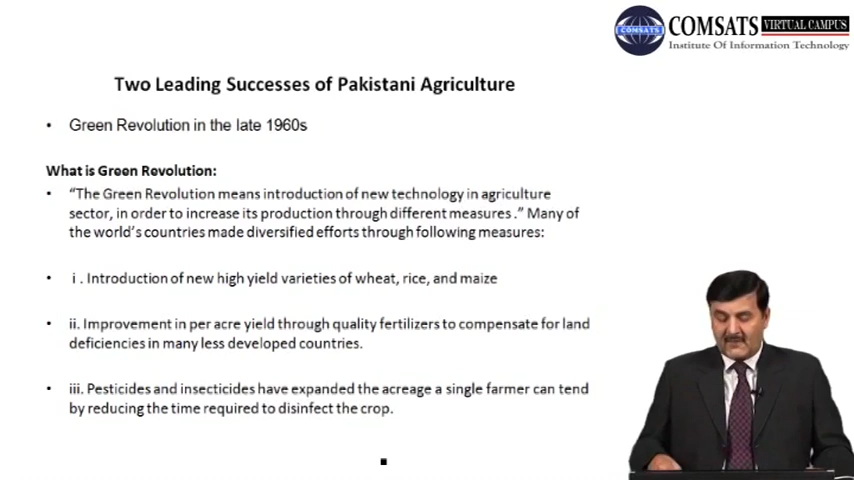 COMSATS VIRTUAL CAMPUS
COMSATS
Institute Of Information Technology
Two Leading Successes of Pakistani Agriculture
• Green Revolution in the late 1960s
What is Green Revolution:
• “The Green Revolution means introduction of new technology in agriculture
sector, in order to increase its production through different measures .” Many of
the world’s countries made diversified efforts through following measures:
• i . Introduction of new high yield varieties of wheat, rice, and maize
• ii. Improvement in per acre yield through quality fertilizers to compensate for land
deficiencies in many less developed countries.
• iii. Pesticides and insecticides have expanded the acreage a single farmer can tend
by reducing the time required to disinfect the crop.